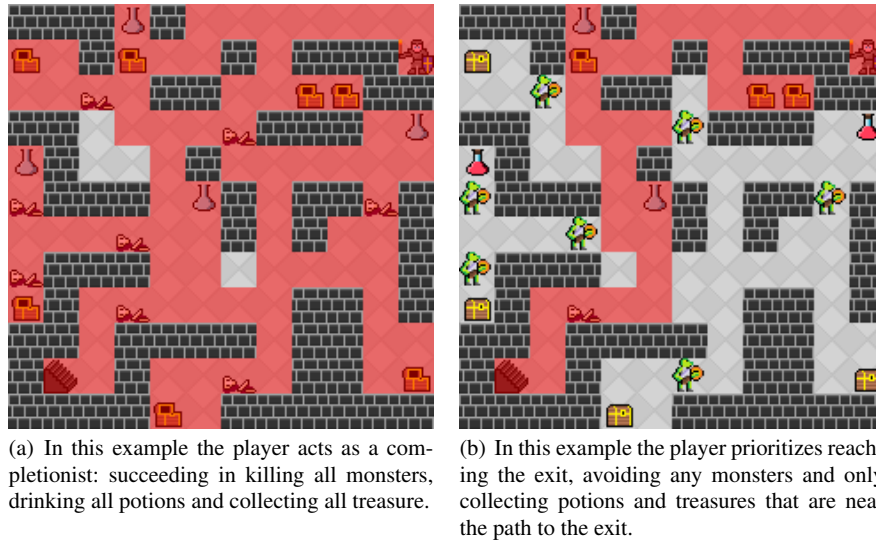 (a) In this example the player acts as a com-
pletionist: succeeding in killing all monsters,
drinking all potions and collecting all treasure.
(b) In this example the player prioritizes reach-
ing the exit, avoiding any monsters and only
collecting potions and treasures that are near
the path to the exit.